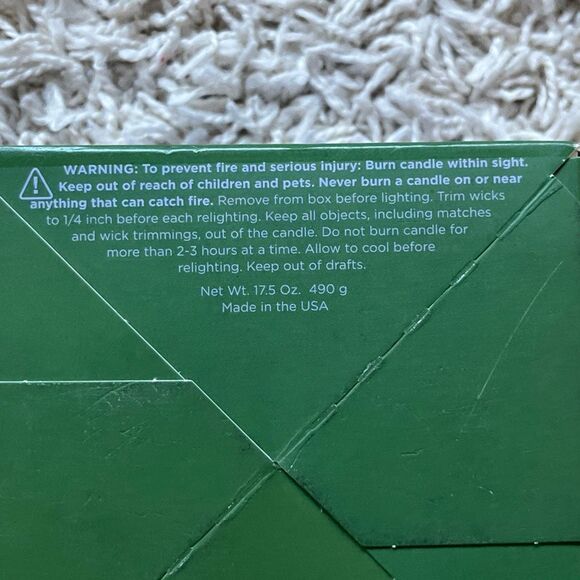 WARNING: To prevent fire and serious injury: Burn candle within sight.
Keep out of reach of children and pets. Never burn a candle on or near
anything that can catch fire. Remove from box before lighting. Trim wicks
to 1/4 inch before each relighting. Keep all objects, including matches
and wick trimmings, out of the candle. Do not burn candle for
more than 2-3 hours at a time. Allow to cool before
relighting. Keep out of drafts.
Net Wt. 17.5 Oz. 490 g
Made in the USA